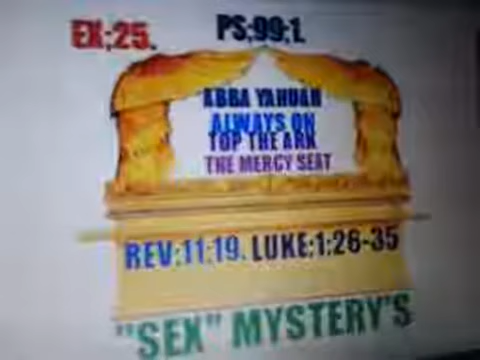 EX;25. PS;99;1.
ABBA YAHUAH
ALWAYS ON
TOP THE ARK
THE MERCY SEAT
REV;11;19. LUKE;1:26-35
"SEX" MYSTERY'S